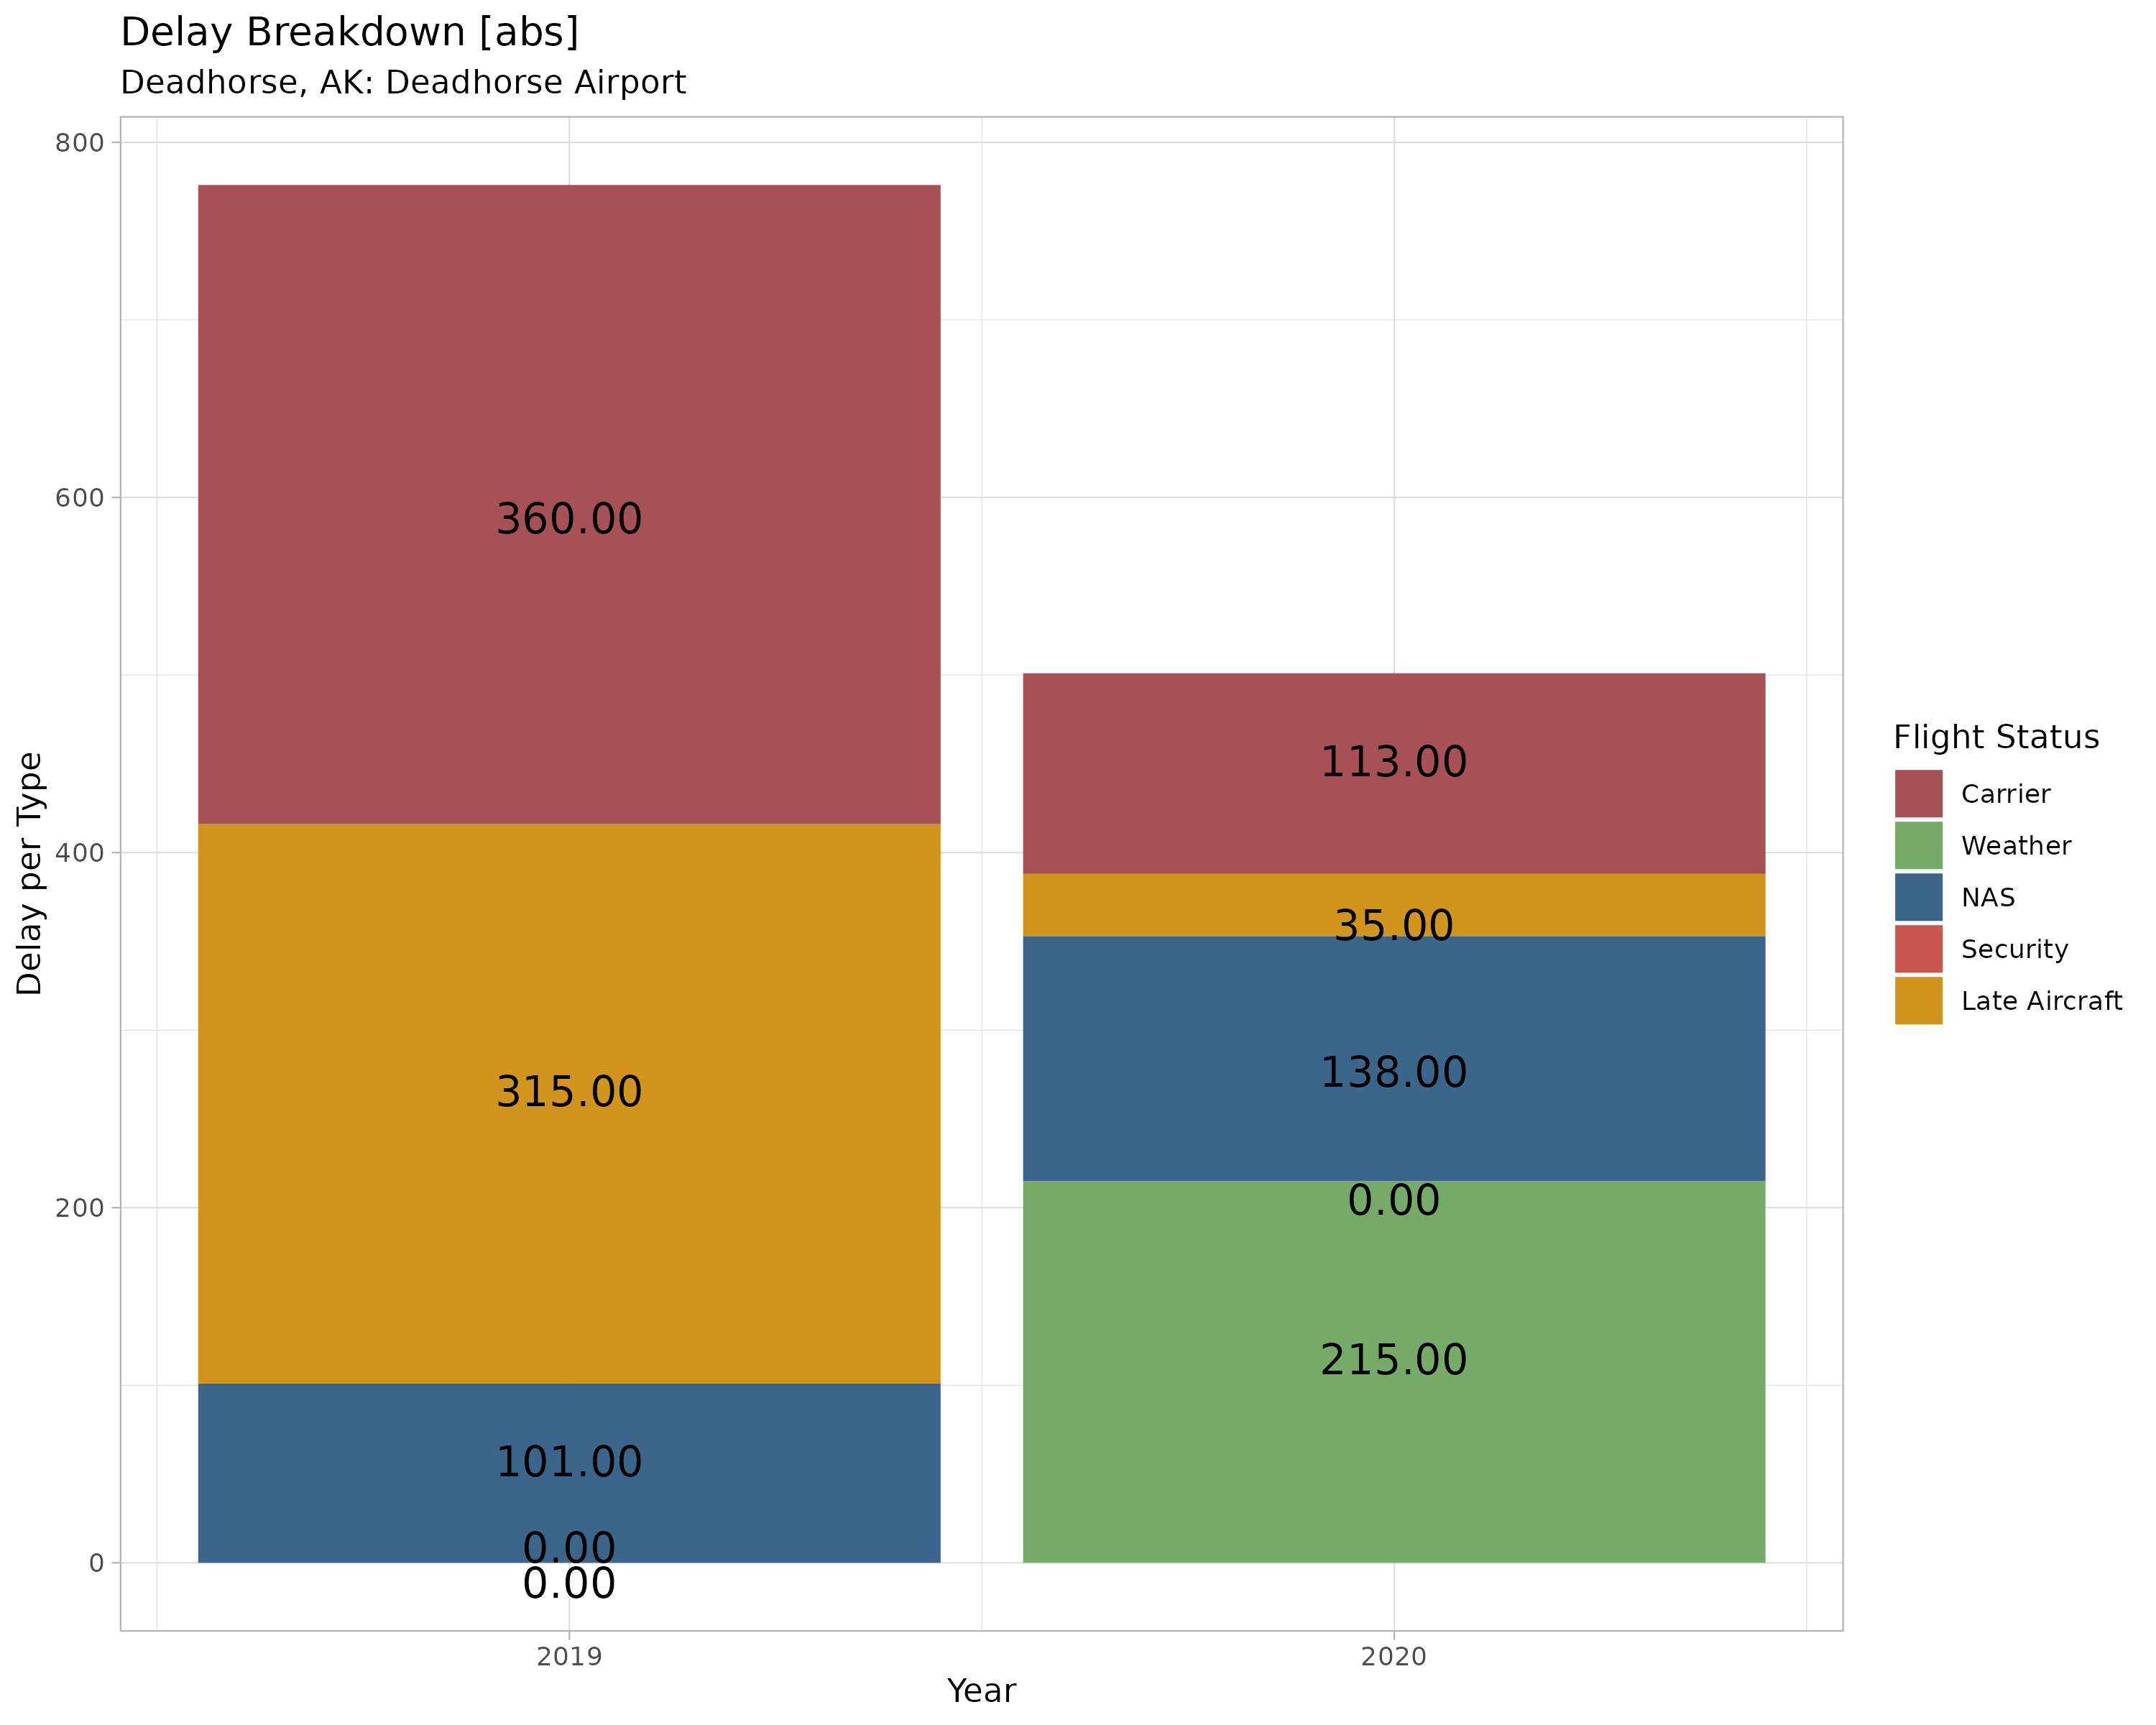 Delay Breakdown [abs]
Deadhorse, AK: Deadhorse Airport
Delay per Type
800
600
400
200
0
360.00
315.00
101.00
0.00
0.00
113.00
35.00
138.00
0.00
215.00
2019
2020
Year
Flight Status
Carrier
Weather
NAS
Security
Late Aircraft